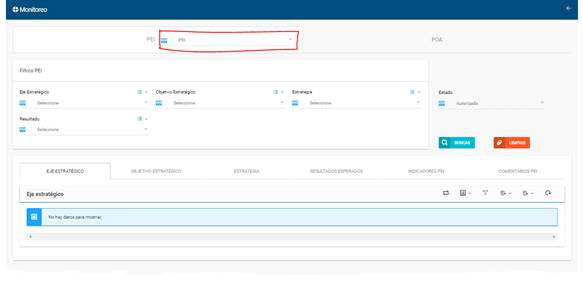 Monitoreo
PEI PEI POA
Filtros PEI
Eje Estratégico Objetivo Estratégico Estrategia Estado
Seleccione Seleccione Seleccione Autorizado
Resultado
Seleccione
BUSCAR LIMPIAR
EJE ESTRATÉGICO OBJETIVO ESTRATÉGICO ESTRATEGIA RESULTADOS ESPERADOS INDICADORES PEI COMENTARIOS PEI
Eje estratégico
No hay datos para mostrar.